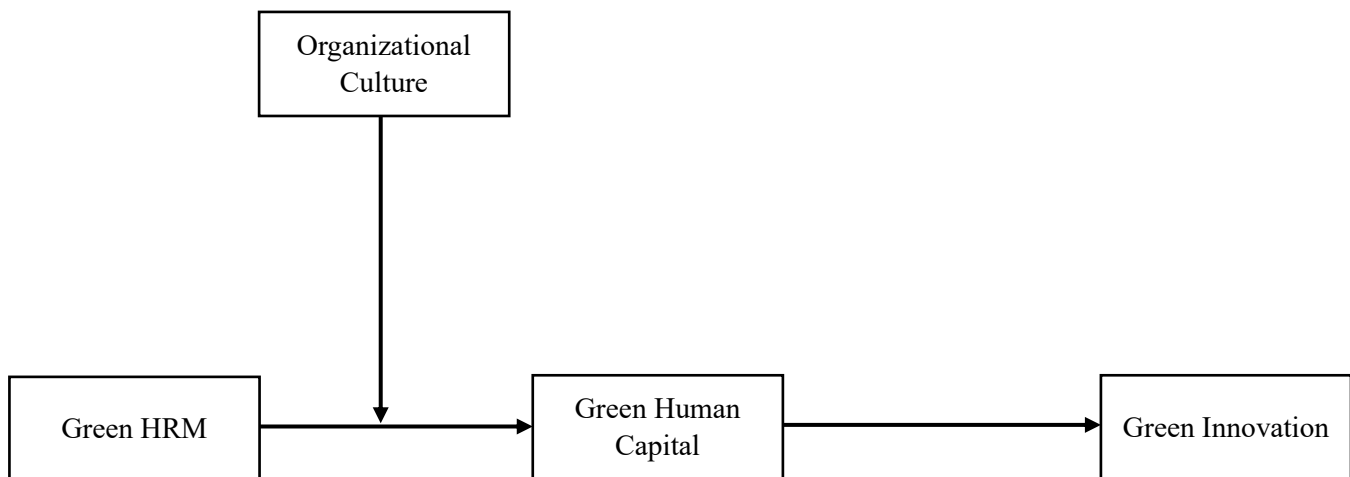 Organizational
Culture
Green HRM
Green Human
Capital
Green Innovation